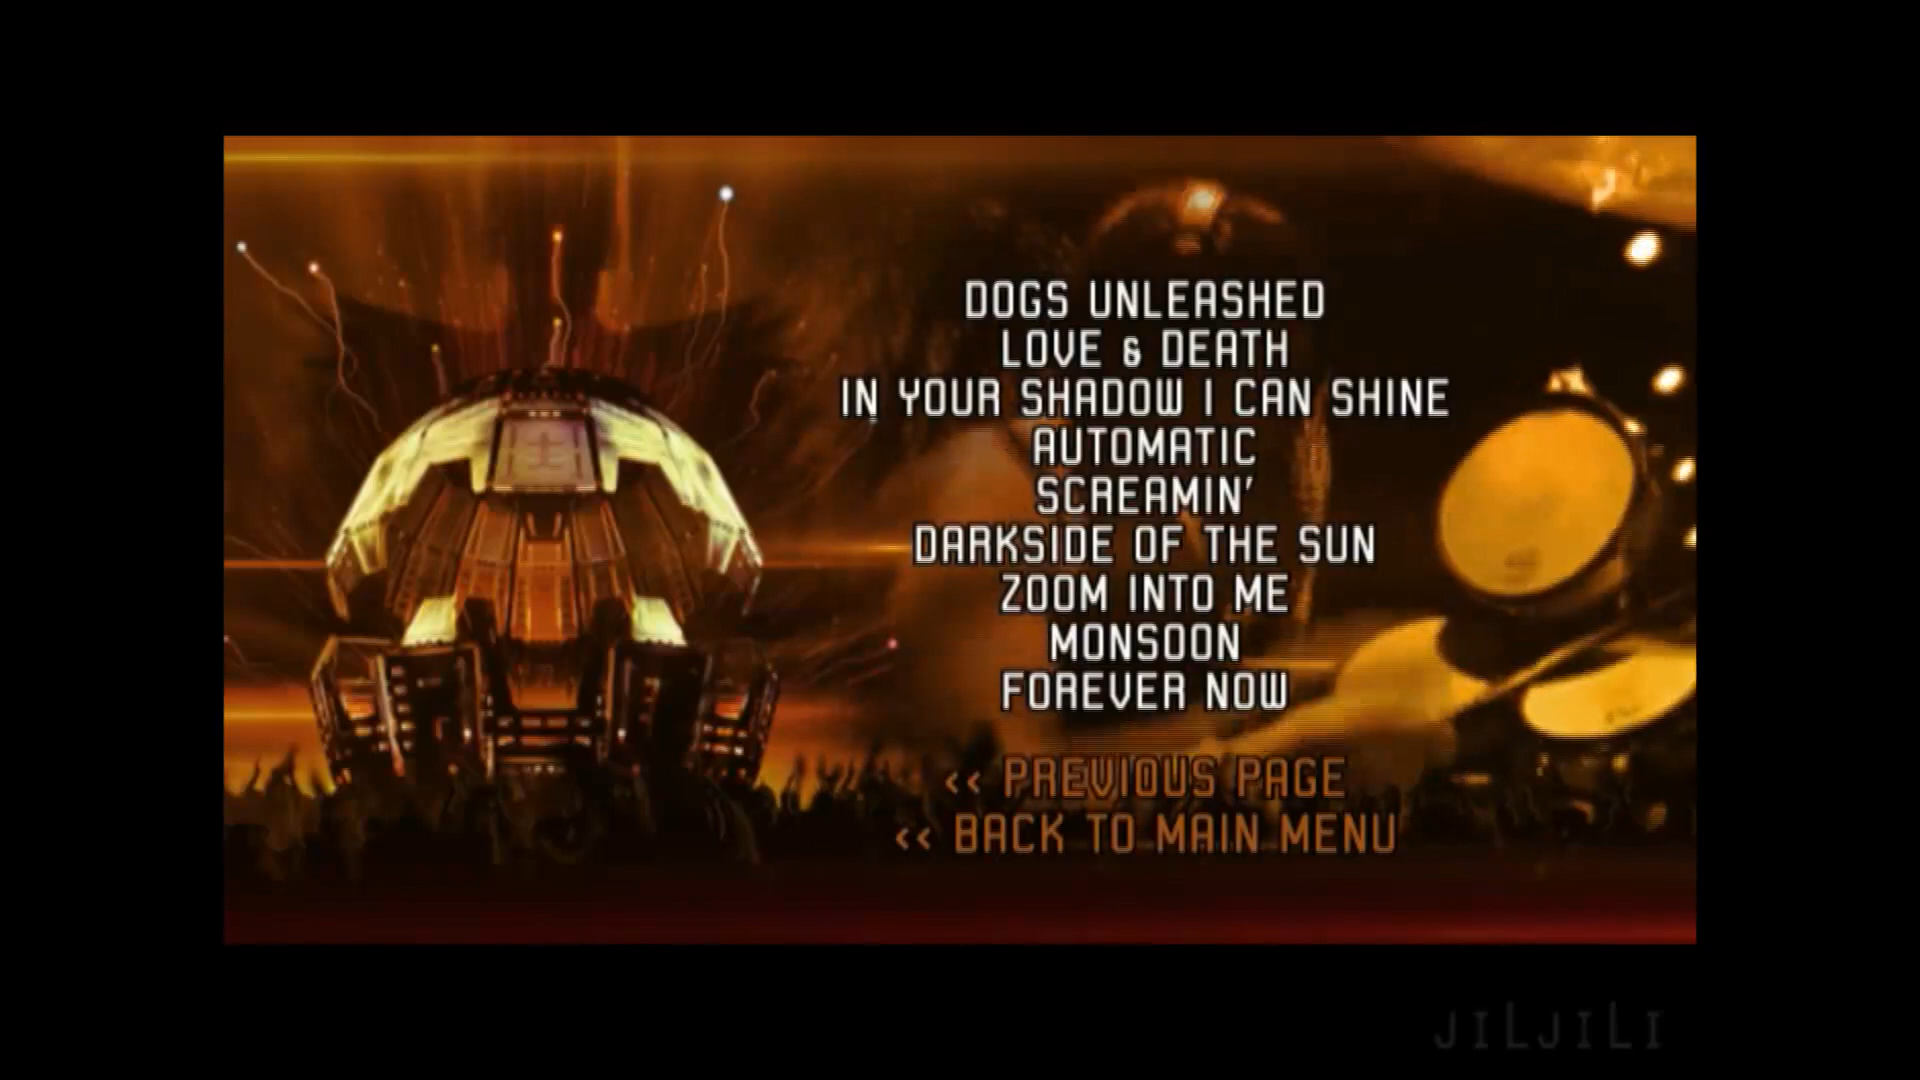 DOGS UNLEASHED
LOVE & DEATH
IN YOUR SHADOW I CAN SHINE
AUTOMATIC
SCREAMIN'
DARKSIDE OF THE SUN
ZOOM INTO ME
MONSOON
FOREVER NOW
<< PREVIOUS PAGE
<< BACK TO MAIN MENU
JILJILI